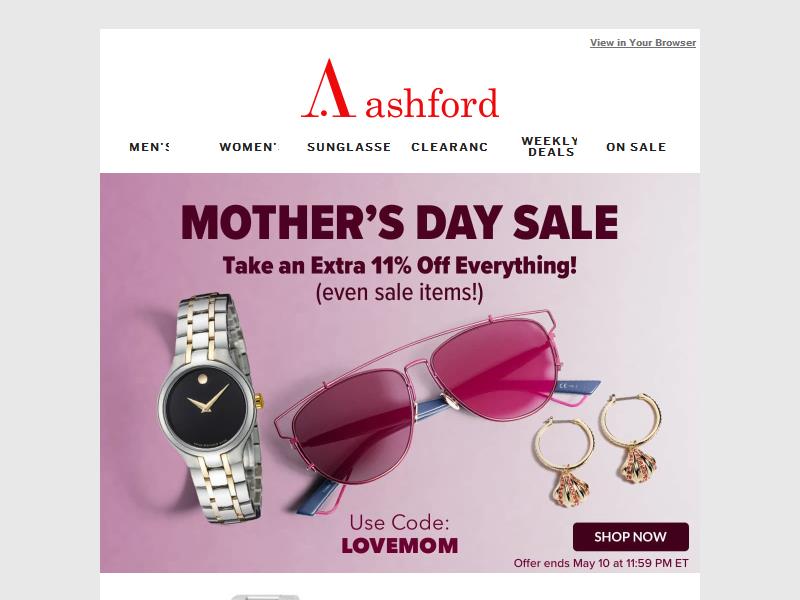 View in Your Browser
ashford
MEN'S
WOMEN'
SUNGLASSE
CLEARANC
WEEKLY
DEALS
ON SALE
MOTHER'S DAY SALE
Take an Extra 11% Off Everything!
(even sale items!)
Use Code:
LOVEMOM
SHOP NOW
Offer ends May 10 at 11:59 PM ET